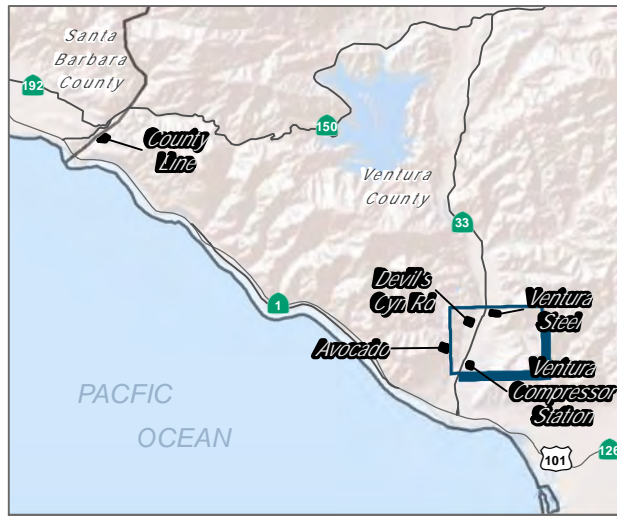 Santa
Barbara
County
192
County
Line
150
Ventura
County
33
Devil's
Cyn Rd
Ventura
Steel
1
Avocado
Ventura
Compressor
Station
PACFIC
OCEAN
101
126